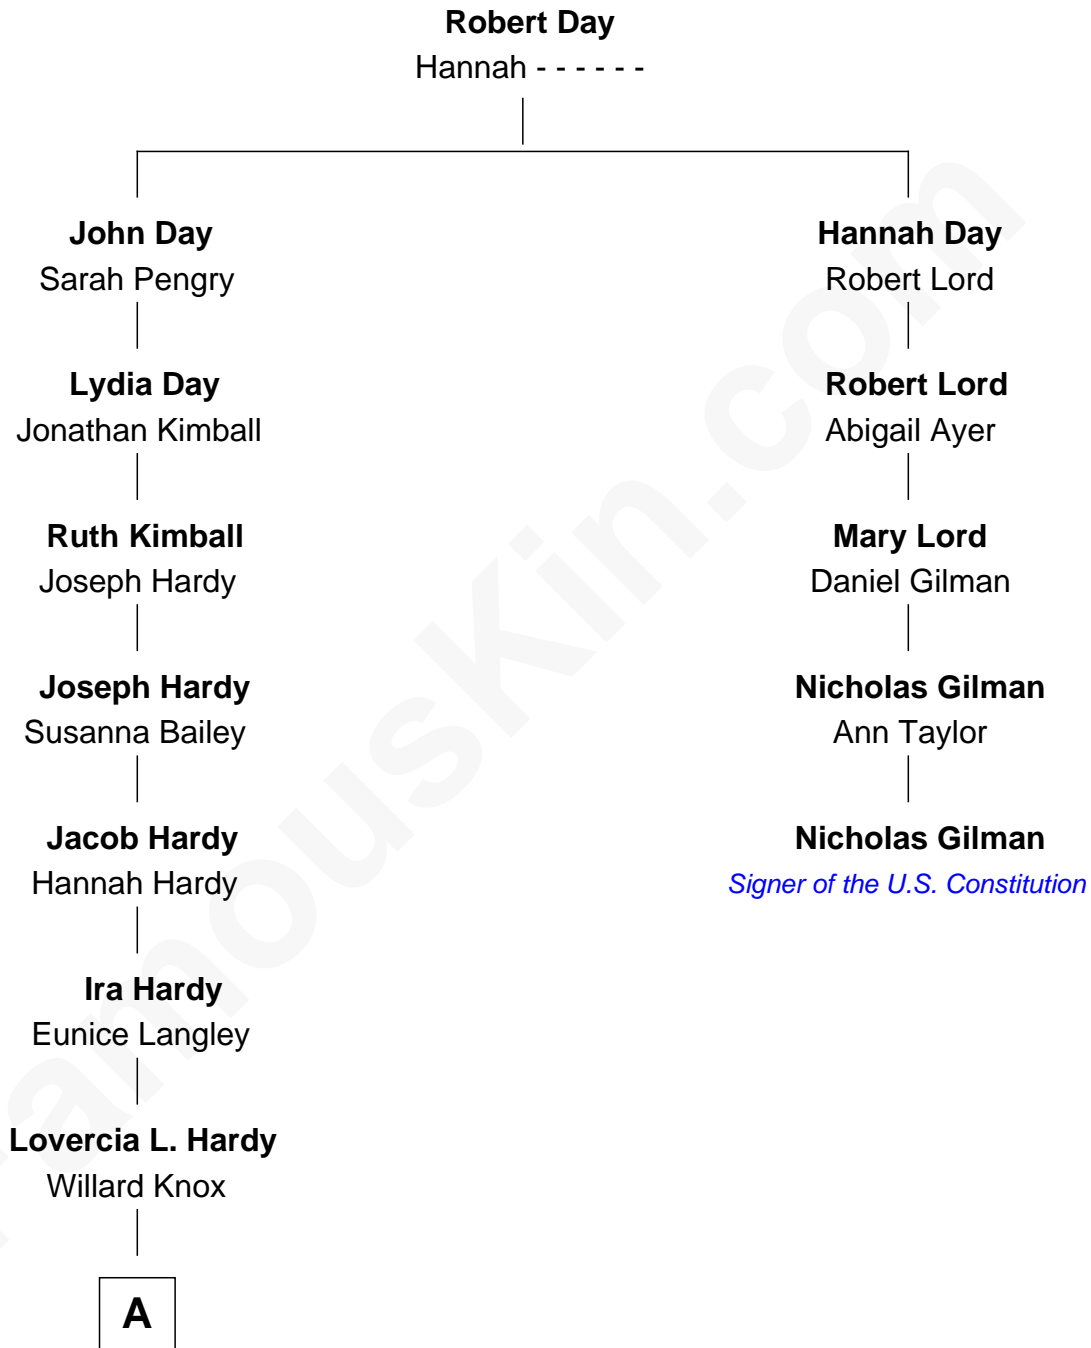 Robert Day
Hannah - - - - - -
John Day
Sarah Pengry
Hannah Day
Robert Lord
Lydia Day
Jonathan Kimball
Robert Lord
Abigail Ayer
Ruth Kimball
Joseph Hardy
Mary Lord
Daniel Gilman
Joseph Hardy
Susanna Bailey
Nicholas Gilman
Ann Taylor
Jacob Hardy
Hannah Hardy
Nicholas Gilman
Signer of the U.S. Constitution
Ira Hardy
Eunice Langley
Lovercia L. Hardy
Willard Knox
A
FamousKin.com